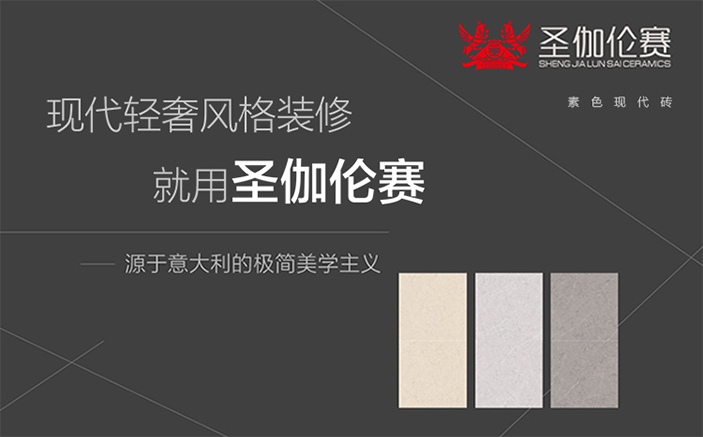 圣伽伦赛
SHENG JIA LUN SAI CERAMICS
素色现代砖
现代轻奢风格装修
就用圣伽伦赛
—— 源于意大利的极简美学主义